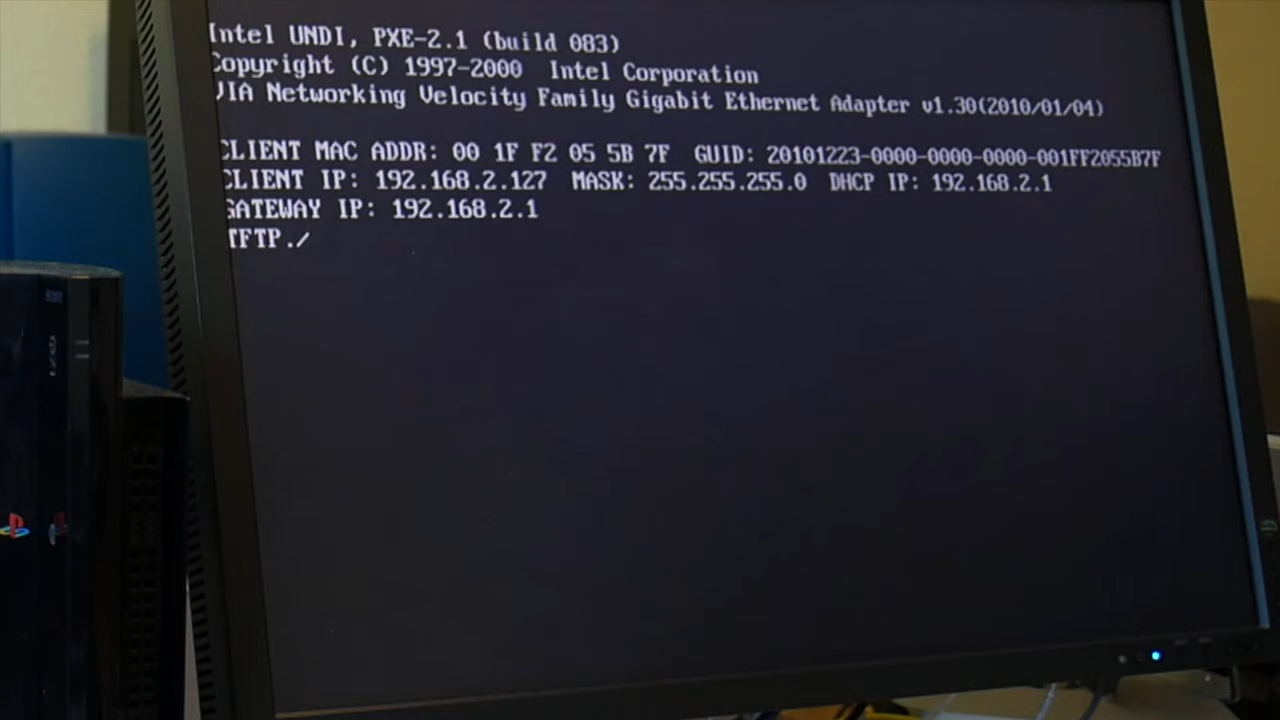 Intel UNDI, PXE-2.1 (build 083)
Copyright (C) 1997-2000  Intel Corporation
VIA Networking Velocity Family Gigabit Ethernet Adapter v1.30(2010/01/04)
CLIENT MAC ADDR: 00 1F F2 05 5B 7F  GUID: 20101223-0000-0000-0000-001FF2055B7F
CLIENT IP: 192.168.2.127  MASK: 255.255.255.0  DHCP IP: 192.168.2.1
GATEWAY IP: 192.168.2.1
TFTP./
SONY